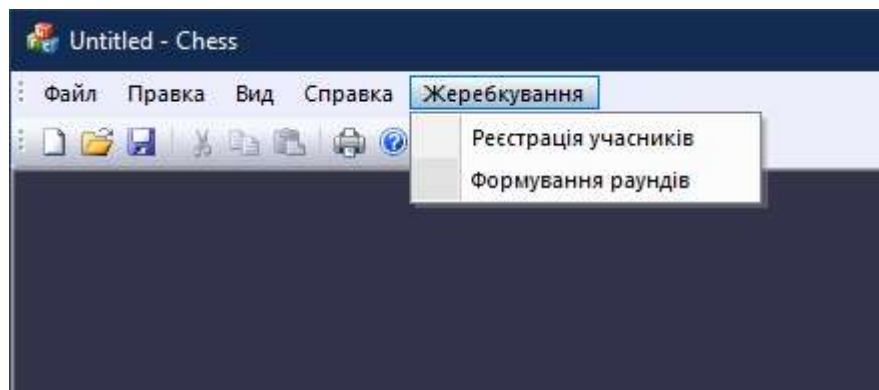 Untitled - Chess
Файл Правка Вид Справка Жеребкування
Реєстрація учасників
Формування раундів